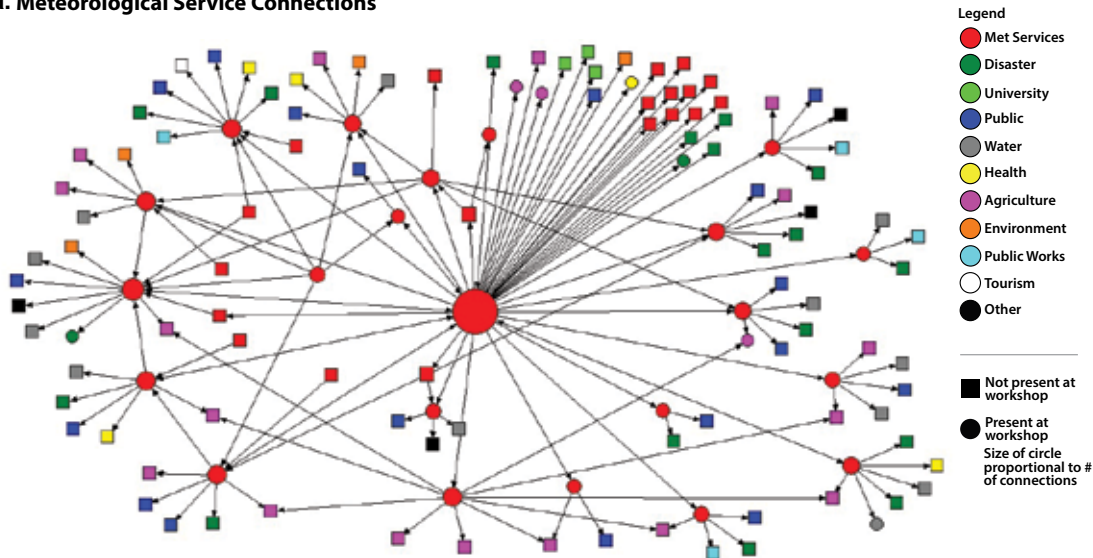 . Meteorological Service Connections
Legend
Met Services
Disaster
University
Public
Water
Health
Agriculture
Environment
Public Works
Tourism
Other
Not present at
workshop
Present at
workshop
Size of circle
proportional to #
of connections